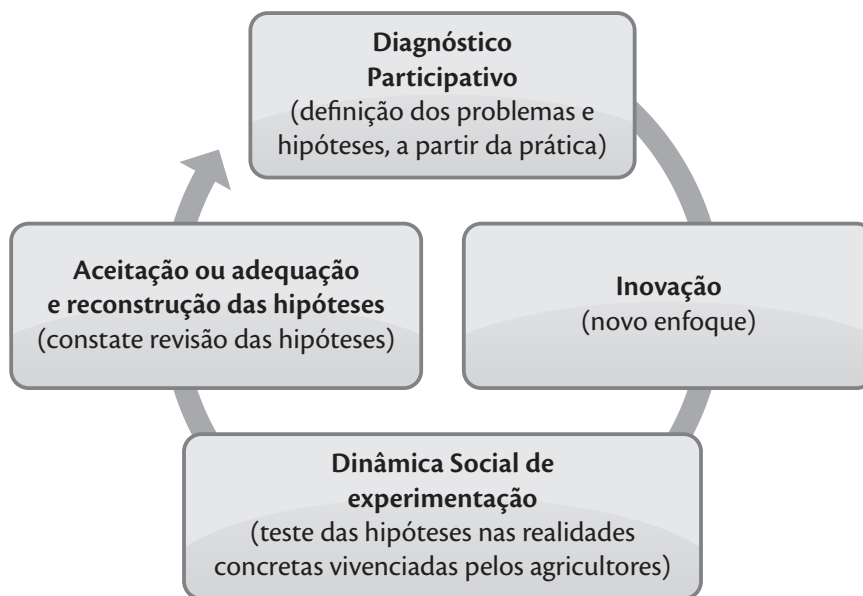 Diagnóstico
Participativo
(definição dos problemas e
hipóteses, a partir da prática)
Inovação
(novo enfoque)
Dinâmica Social de
experimentação
(teste das hipóteses nas realidades
concretas vivenciadas pelos agricultores)
Aceitação ou adequação
e reconstrução das hipóteses
(constate revisão das hipóteses)